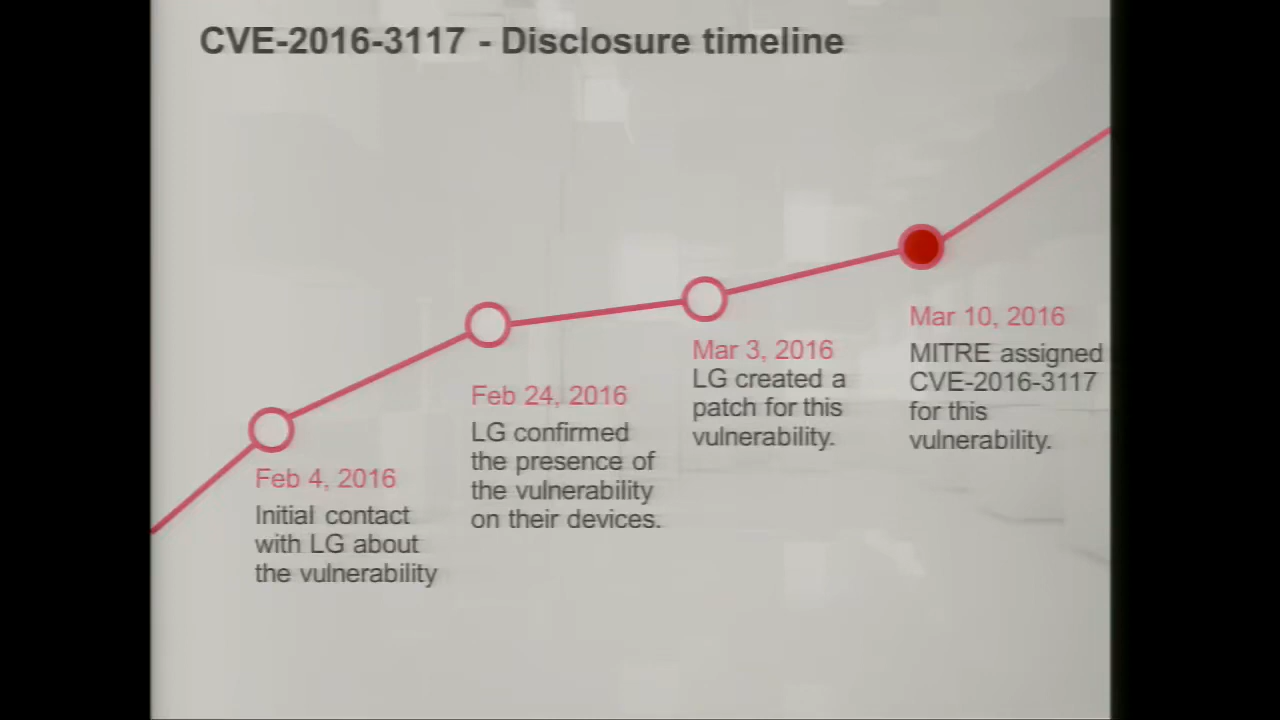 CVE-2016-3117 - Disclosure timeline
Feb 4, 2016
Initial contact
with LG about
the vulnerability
Feb 24, 2016
LG confirmed
the presence of
the vulnerability
on their devices.
Mar 3, 2016
LG created a
patch for this
vulnerability.
Mar 10, 2016
MITRE assigned
CVE-2016-3117
for this
vulnerability.